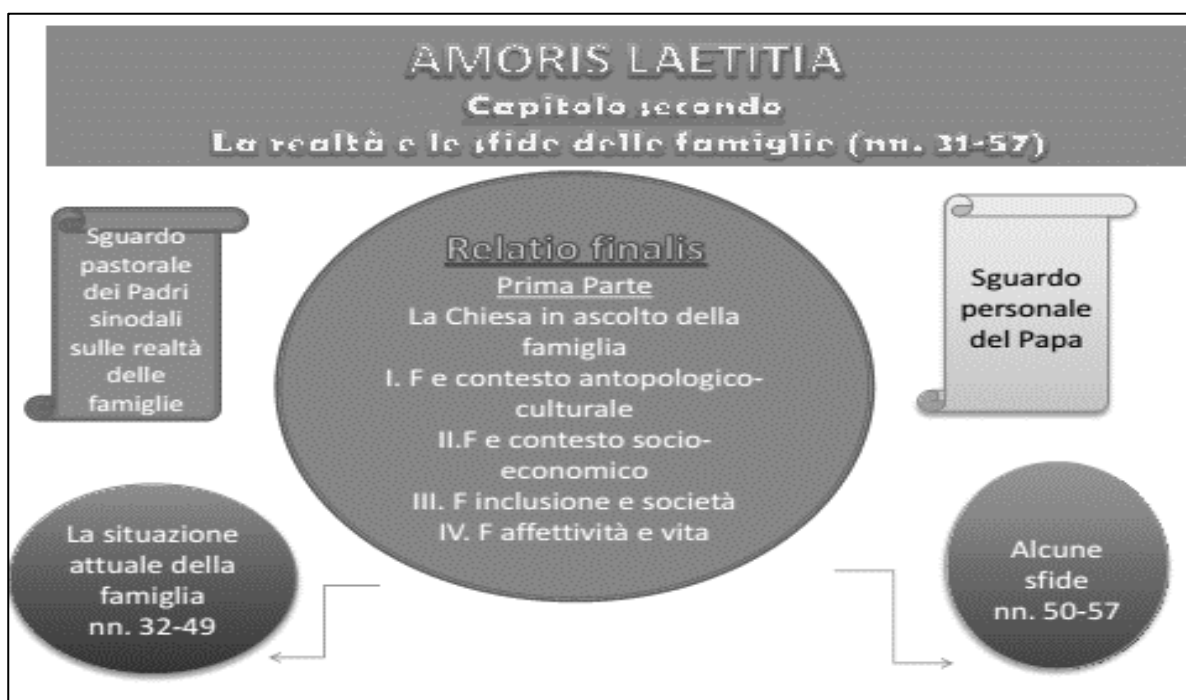 AMORIS LAETITIA
Capitolo secondo
La realtà e le sfide delle famiglie (nn. 31-57)
Sguardo
pastorale
dei Padri
sinodali
sulle realtà
delle
famiglie
Relatio finalis
Prima Parte
La Chiesa in ascolto della
famiglia
I. F e contesto antopologico-
culturale
II.F e contesto socio-
economico
III. F inclusione e società
IV. F affettività e vita
Sguardo
personale
del Papa
La situazione
attuale della
famiglia
nn. 32-49
Alcune
sfide
nn. 50-57